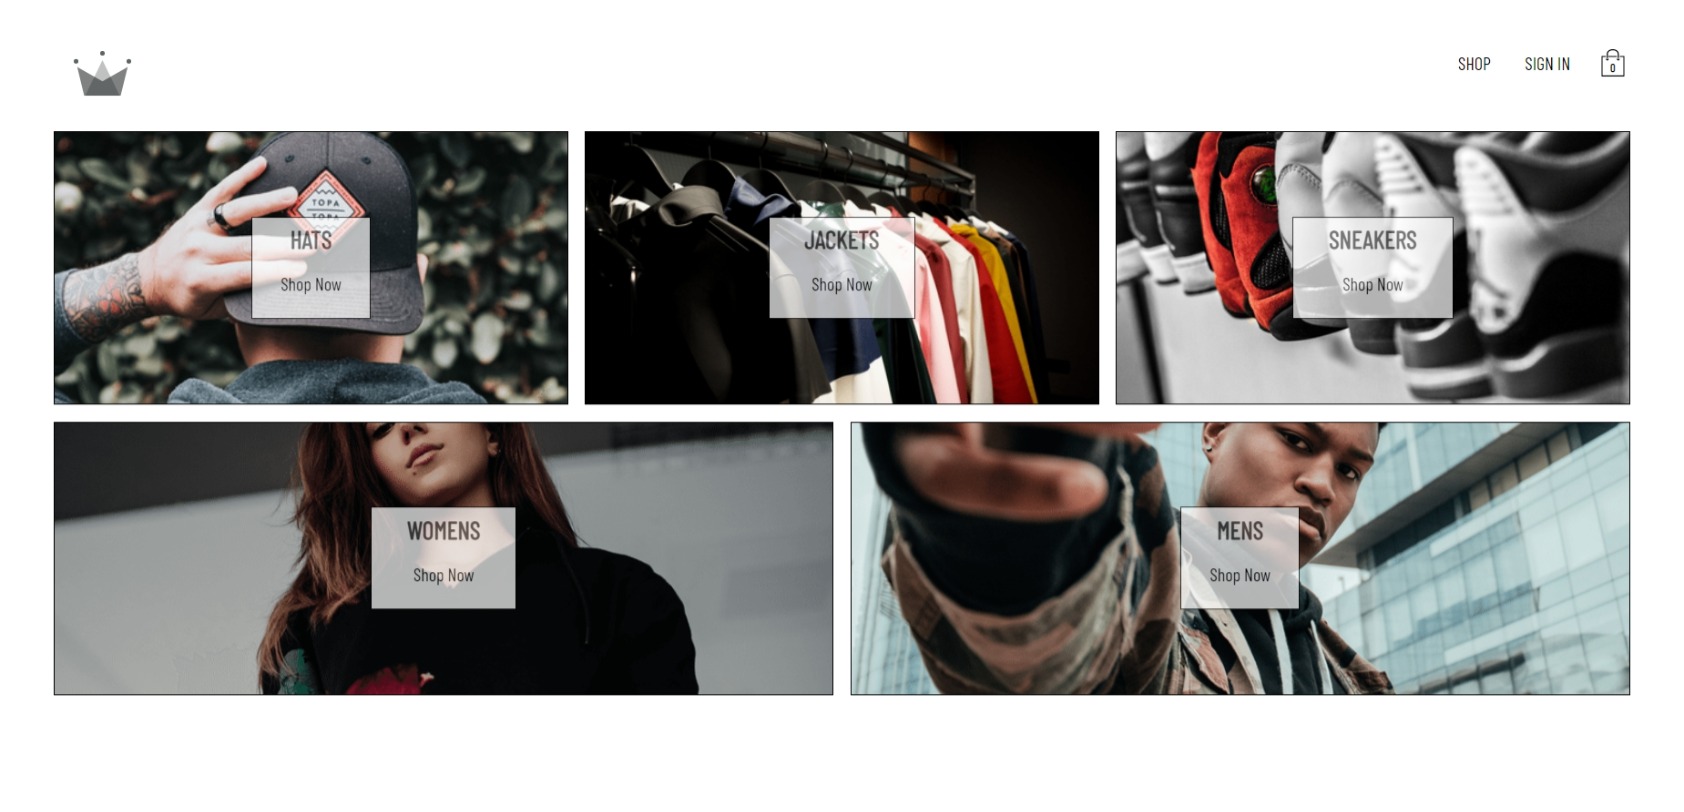 SHOP
SIGN IN
0
TOPA
TOPA
HATS
Shop Now
JACKETS
Shop Now
SNEAKERS
Shop Now
WOMENS
Shop Now
MENS
Shop Now